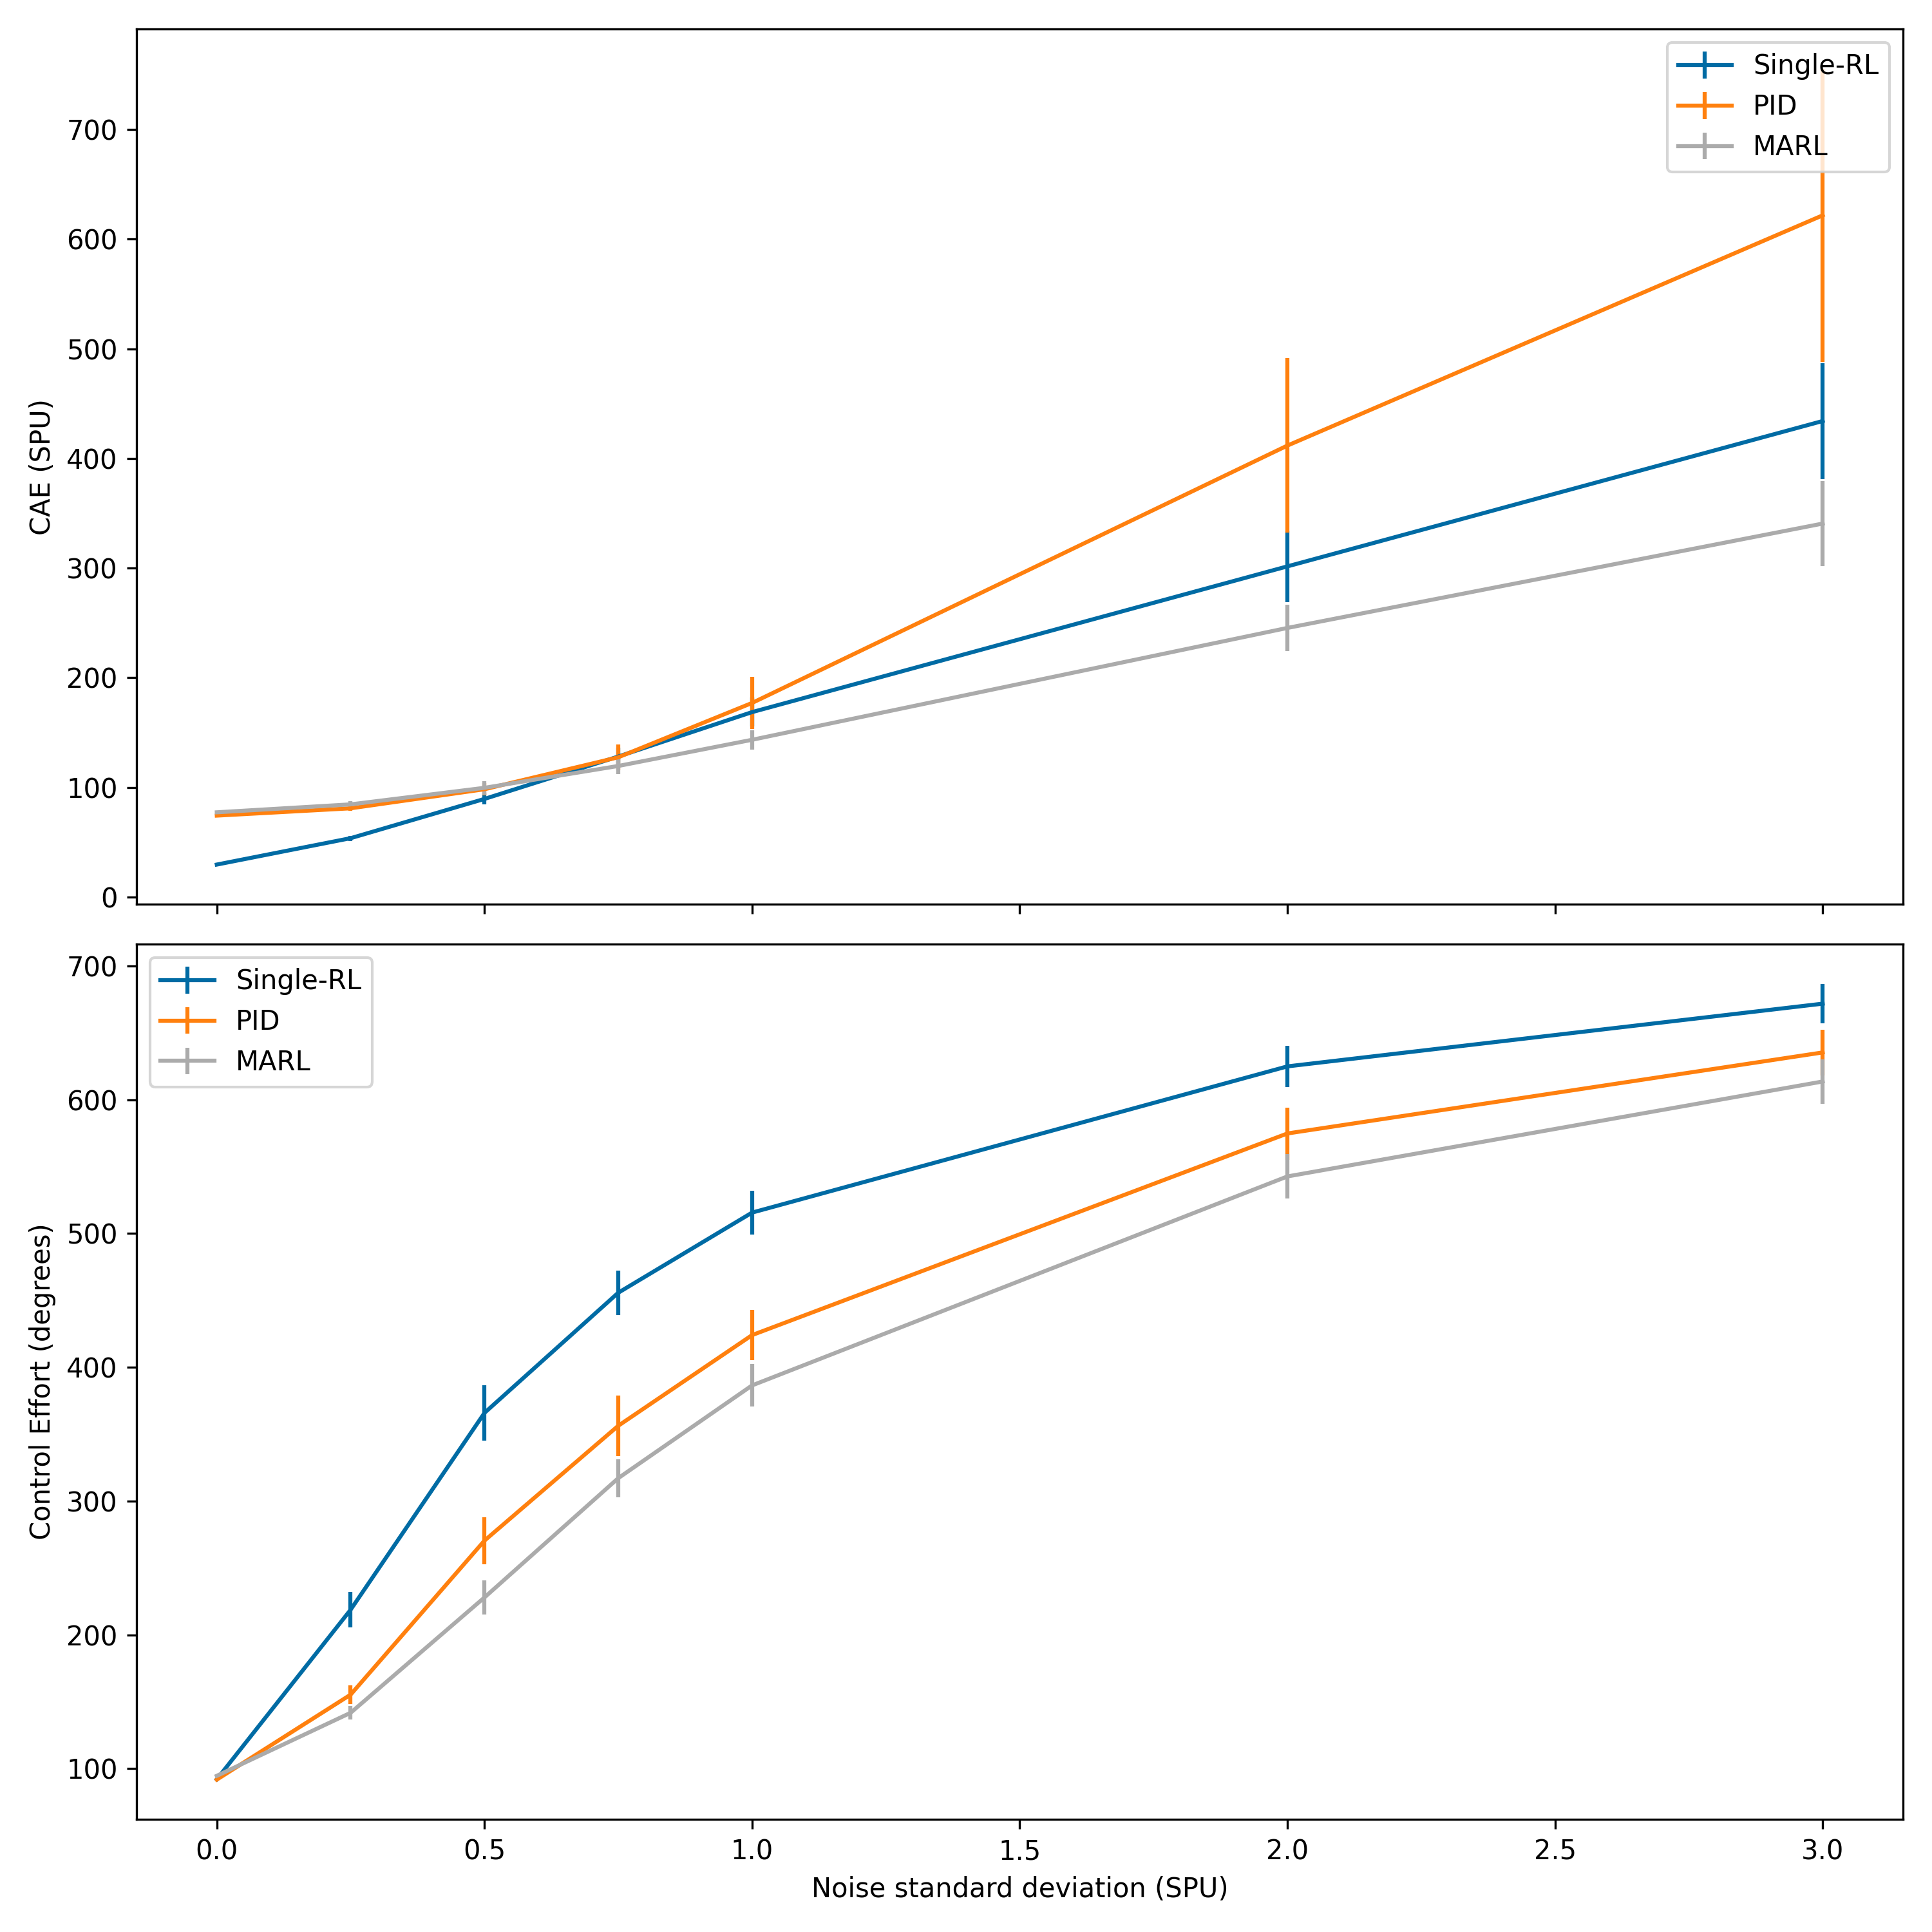 Single-RL
PID
MARL
700
600
500
400
300
200
100
0
CAE (SPU)
Single-RL
PID
MARL
700
600
500
400
300
200
100
Control Effort (degrees)
0.0 0.5 1.0 1.5 2.0 2.5 3.0
Noise standard deviation (SPU)